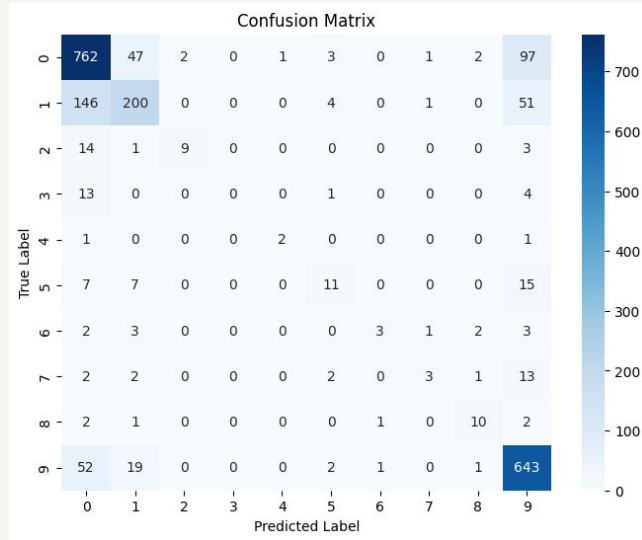 Confusion Matrix
0 762 47 2 0 1 3 0 1 2 97
1 146 200 0 0 0 4 0 1 0 51
2 14 1 9 0 0 0 0 0 0 3
3 13 0 0 0 0 1 0 0 0 4
4 1 0 0 0 2 0 0 0 0 1
5 7 7 0 0 0 11 0 0 0 15
6 2 3 0 0 0 0 3 1 2 3
7 2 2 0 0 0 2 0 3 1 13
8 2 1 0 0 0 0 1 0 10 2
9 52 19 0 0 0 2 1 0 1 643
0 1 2 3 4 5 6 7 8 9
Predicted Label
True Label
700
600
500
400
300
200
100
0